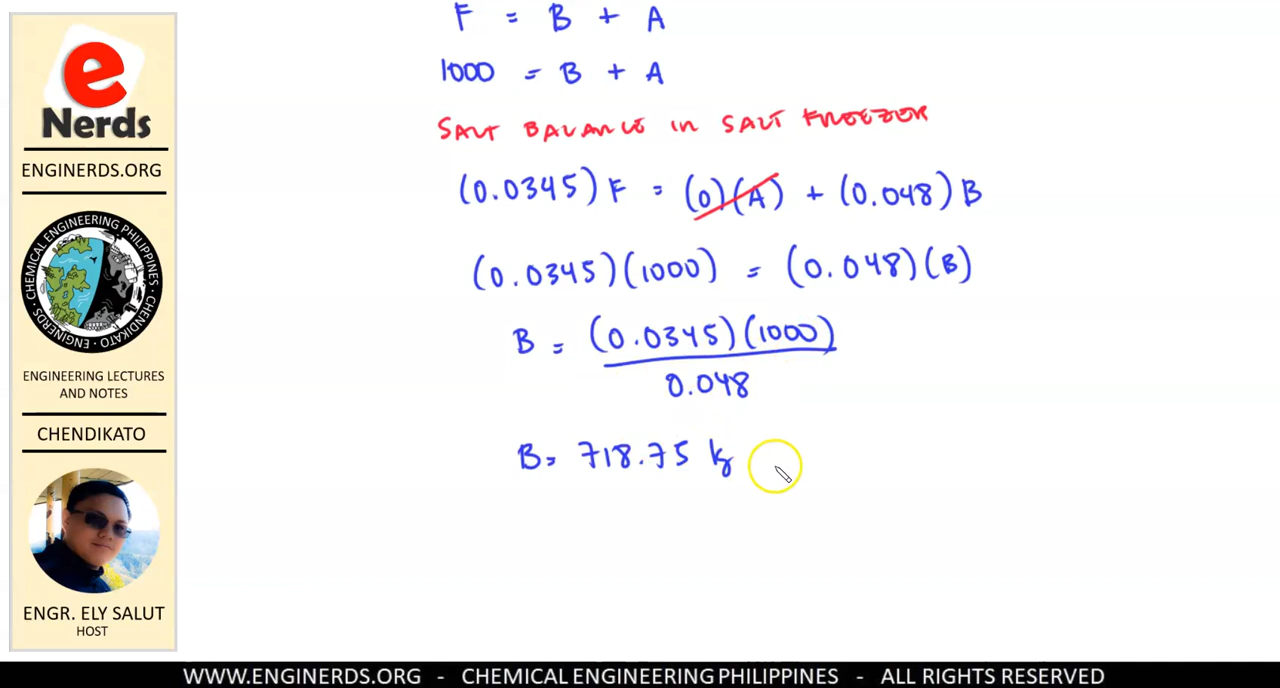 e
Nerds
ENGINERDS.ORG
CHEMICAL ENGINEERING PHILIPPINES
ENGINERDS · CHENDIKATO
ENGINEERING LECTURES
AND NOTES
CHENDIKATO
ENGR. ELY SALUT
HOST
F = B + A
1000 = B + A
SALT BALANCE IN SALT FREEZER
(0.0345) F = (0)(A) + (0.048) B
(0.0345)(1000) = (0.048)(B)
B = (0.0345)(1000)
0.048
B = 718.75 kg
WWW.ENGINERDS.ORG - CHEMICAL ENGINEERING PHILIPPINES - ALL RIGHTS RESERVED